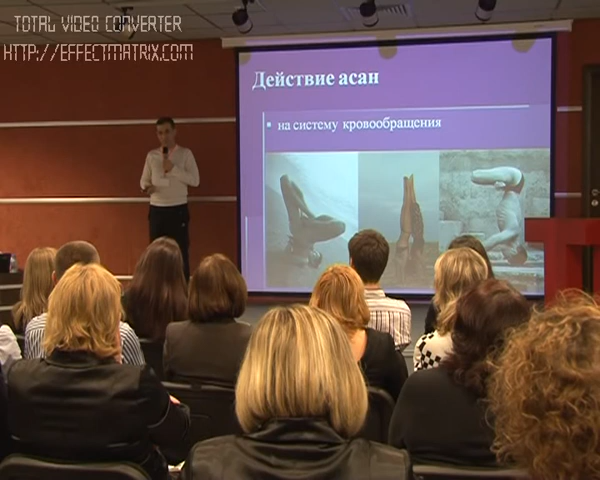 TOTAL VIDEO CONVERTER
HTTP://EFFECTMATRIX.COM
Действие асан
на систему кровообращения